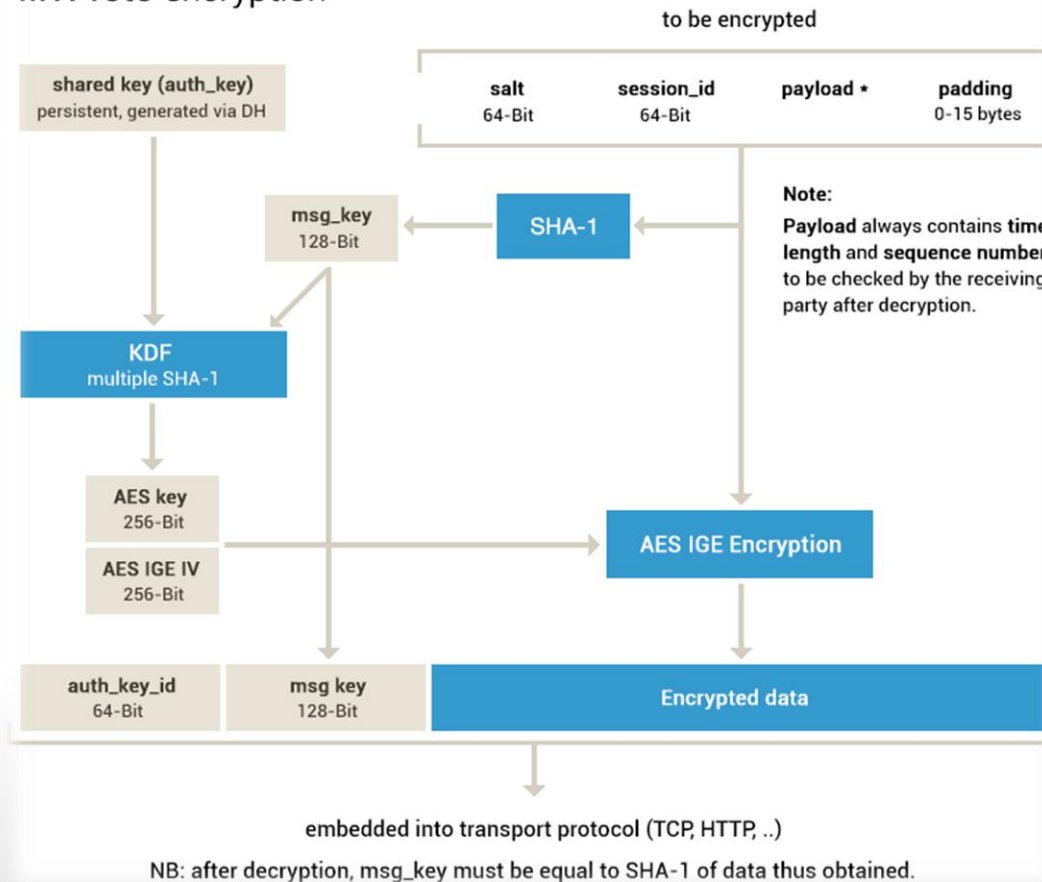 encryption
to be encrypted
shared key (auth_key)
persistent, generated via DH
salt
64-Bit
session_id
64-Bit
payload *
padding
0-15 bytes
msg_key
128-Bit
SHA-1
Note:
Payload always contains time
length and sequence number
to be checked by the receiving
party after decryption.
KDF
multiple SHA-1
AES key
256-Bit
AES IGE IV
256-Bit
AES IGE Encryption
auth_key_id
64-Bit
msg key
128-Bit
Encrypted data
embedded into transport protocol (TCP, HTTP, ..)
NB: after decryption, msg_key must be equal to SHA-1 of data thus obtained.